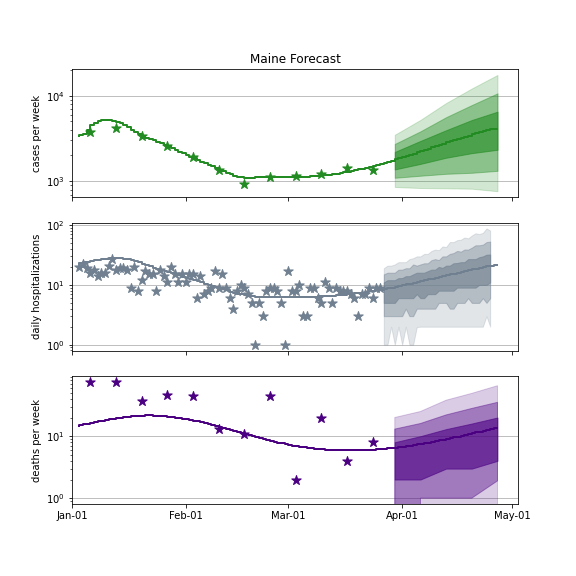 Maine Forecast
cases per week
10⁴
10³
daily hospitalizations
10²
10¹
10⁰
deaths per week
10¹
10⁰
Jan-01 Feb-01 Mar-01 Apr-01 May-01